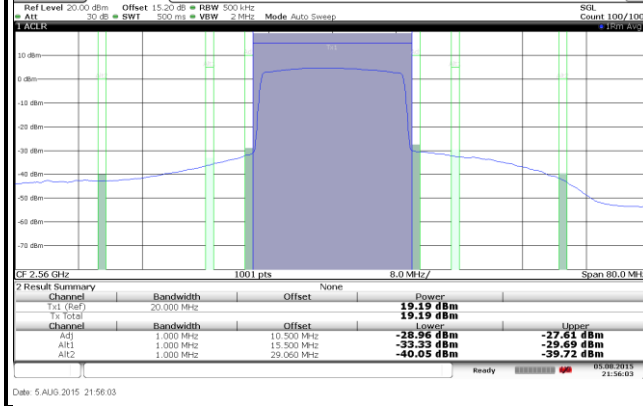 Ref Level 20.00 dBm Offset 15.20 dB RBW 500 kHz SGL
Att 30 dB SWT 500 ms VBW 2 MHz Mode Auto Sweep Count 100/100
1 ACLR 1Rm Avg
Tx1
10 dBm
0 dBm
-10 dBm
-20 dBm
-30 dBm
-40 dBm
-50 dBm
-60 dBm
-70 dBm
CF 2.56 GHz 1001 pts 8.0 MHz/ Span 80.0 MHz
2 Result Summary None
Channel Bandwidth Offset Power
Tx1 (Ref) 20.000 MHz 19.19 dBm
Tx Total 19.19 dBm
Channel Bandwidth Offset Lower Upper
Adj 1.000 MHz 10.500 MHz -28.96 dBm -27.61 dBm
Alt1 1.000 MHz 15.500 MHz -33.33 dBm -29.69 dBm
Alt2 1.000 MHz 29.060 MHz -40.05 dBm -39.72 dBm
Ready 05.08.2015
21:56:03
Date: 5.AUG.2015 21:56:03